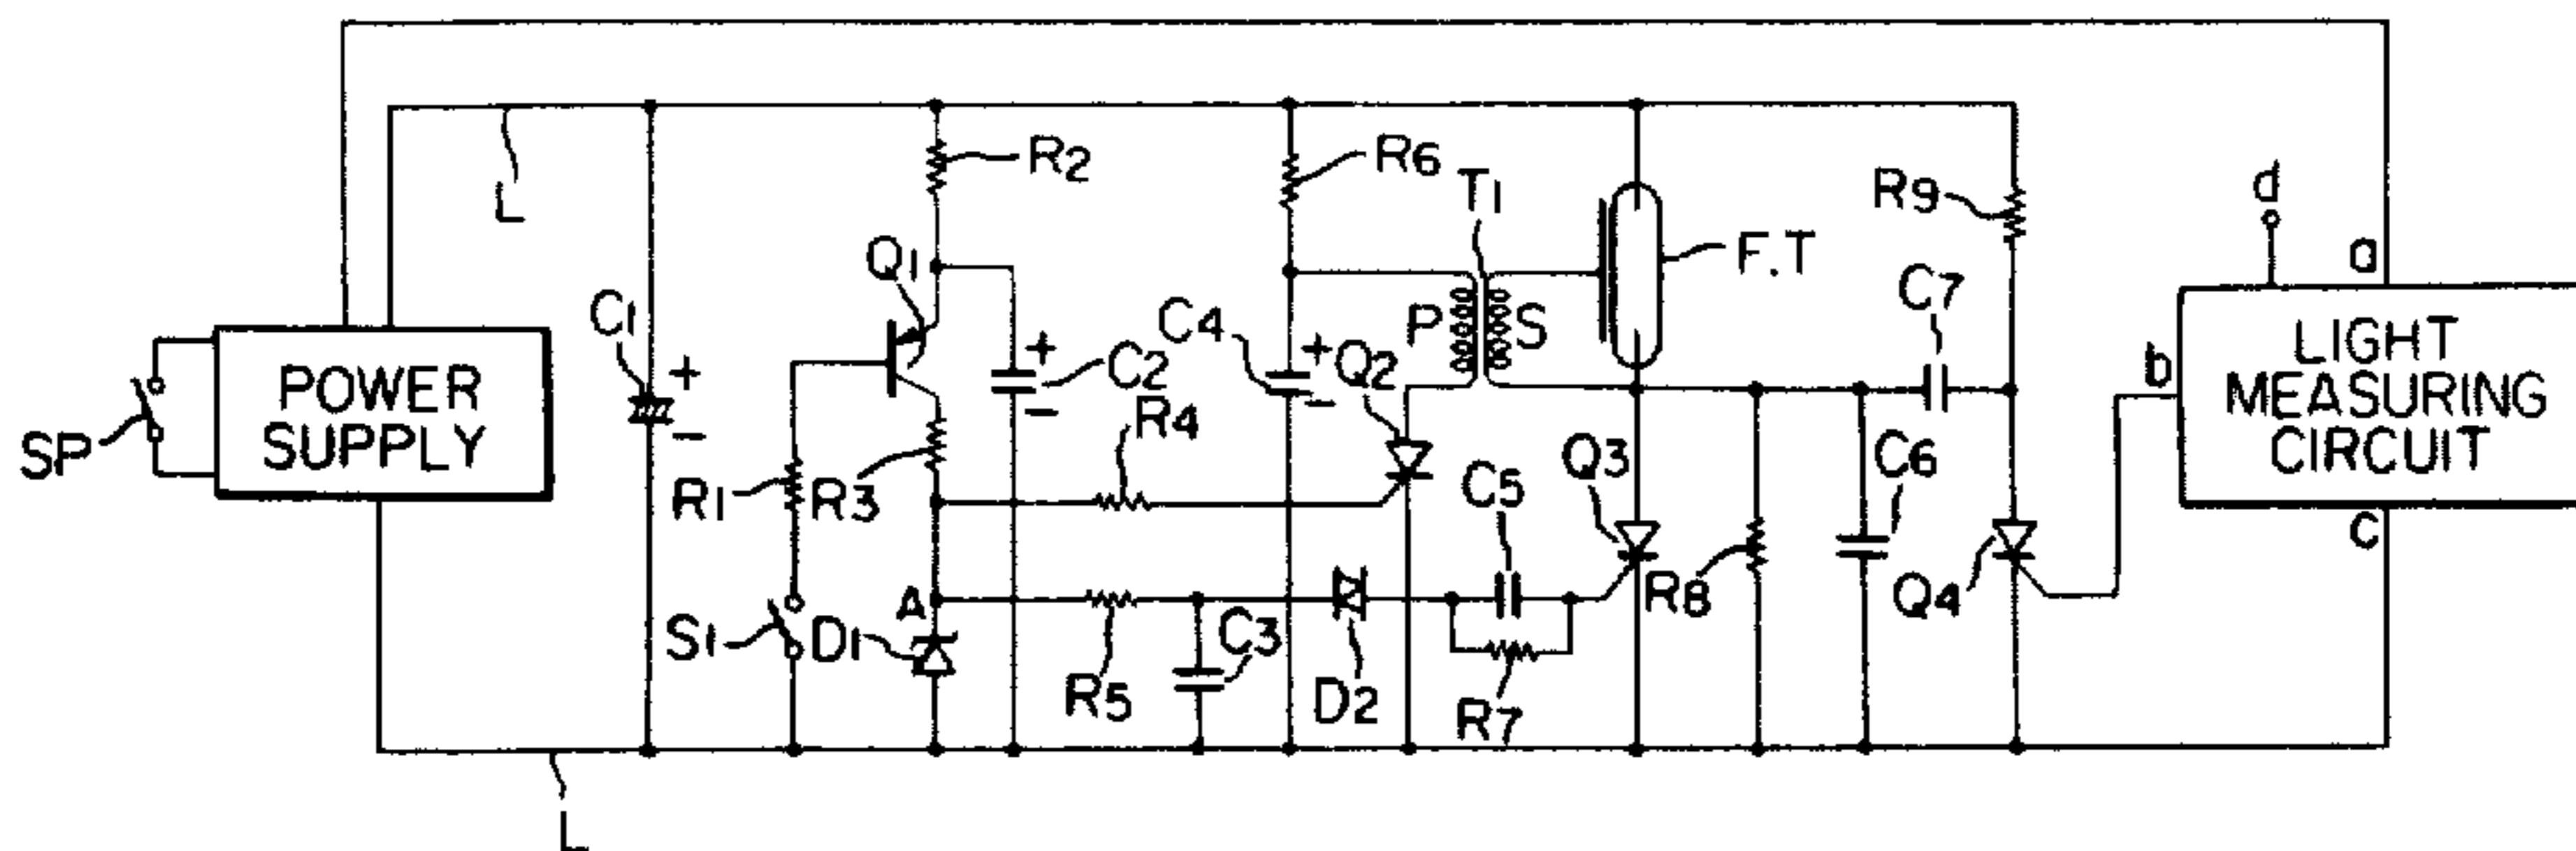 L
R2
R6
T1
d
R9
a
Q1
F.T
C7
C1
+
−
POWER
SUPPLY
SP
+
C2
−
C4
+
−
Q2
P
S
b
LIGHT
MEASURING
CIRCUIT
R4
R1
R3
C5
Q3
C6
c
A
S1
D1
R5
C3
D2
R7
R8
Q4
L